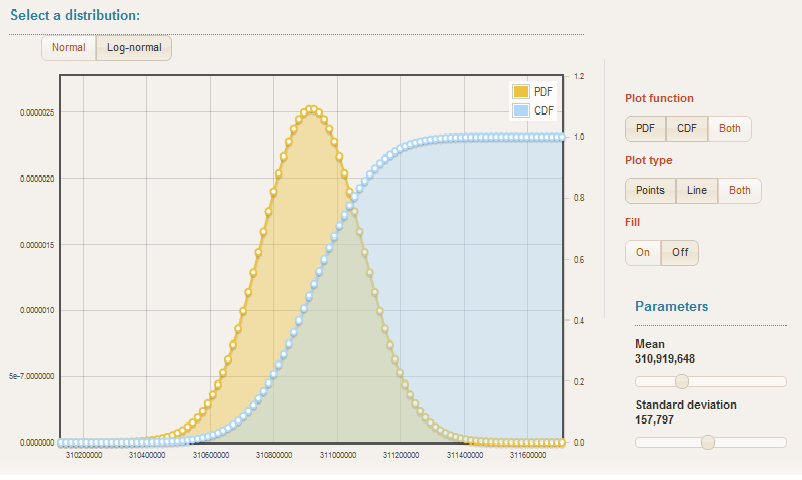 Select a distribution:
Normal Log-normal
PDF
CDF
0.0000025
0.0000020
0.0000015
0.0000010
5e-7.0000000
0.0000000
1.2
1.0
0.8
0.6
0.4
0.2
0.0
310200000 310400000 310600000 310800000 311000000 311200000 311400000 311600000
Plot function
PDF CDF Both
Plot type
Points Line Both
Fill
On Off
Parameters
Mean
310,919,648
Standard deviation
157,797